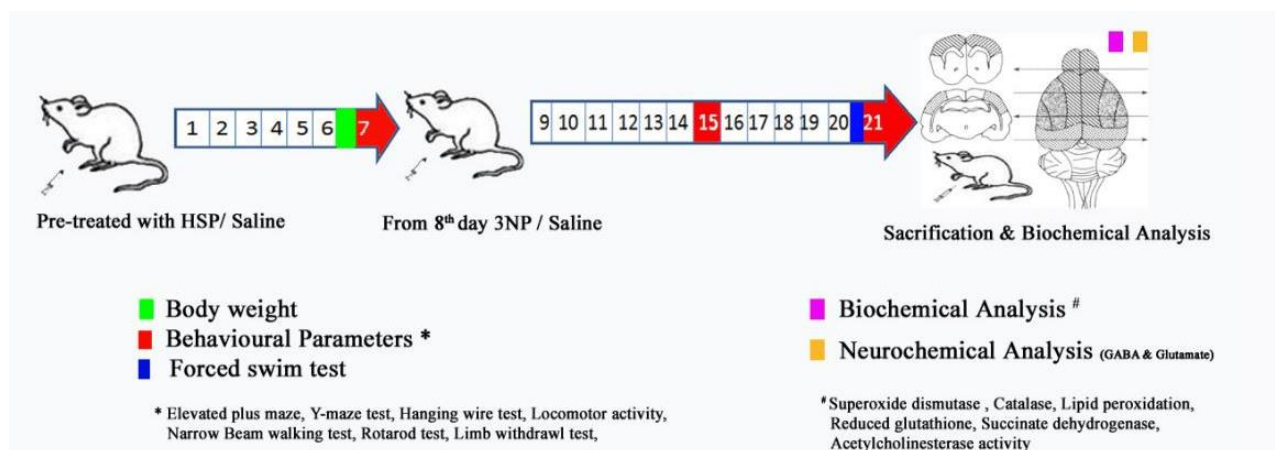 1 2 3 4 5 6 7
9 10 11 12 13 14 15 16 17 18 19 20 21
Pre-treated with HSP/ Saline
From 8th day 3NP / Saline
Sacrification & Biochemical Analysis
Body weight
Behavioural Parameters *
Forced swim test
* Elevated plus maze, Y-maze test, Hanging wire test, Locomotor activity,
Narrow Beam walking test, Rotarod test, Limb withdrawl test,
Biochemical Analysis #
Neurochemical Analysis (GABA & Glutamate)
#Superoxide dismutase , Catalase, Lipid peroxidation,
Reduced glutathione, Succinate dehydrogenase,
Acetylcholinesterase activity